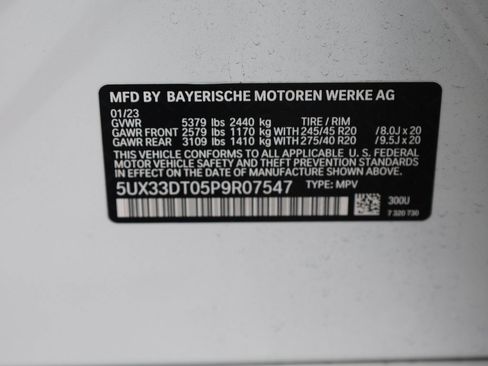 MFD BY BAYERISCHE MOTOREN WERKE AG
01/23
GVWR 5379 lbs 2440 kg TIRE / RIM
GAWR FRONT 2579 lbs 1170 kg WITH 245/45 R20 /8.0J x 20
GAWR REAR 3109 lbs 1410 kg WITH 275/40 R20 /9.5J x 20
THIS VEHICLE CONFORMS TO ALL APPLICABLE U.S. FEDERAL
MOTOR VEHICLE SAFETY AND THEFT PREVENTION STANDARDS
IN EFFECT ON THE DATE OF MANUFACTURE SHOWN ABOVE.
5UX33DT05P9R07547 TYPE: MPV
300U
7 320 730